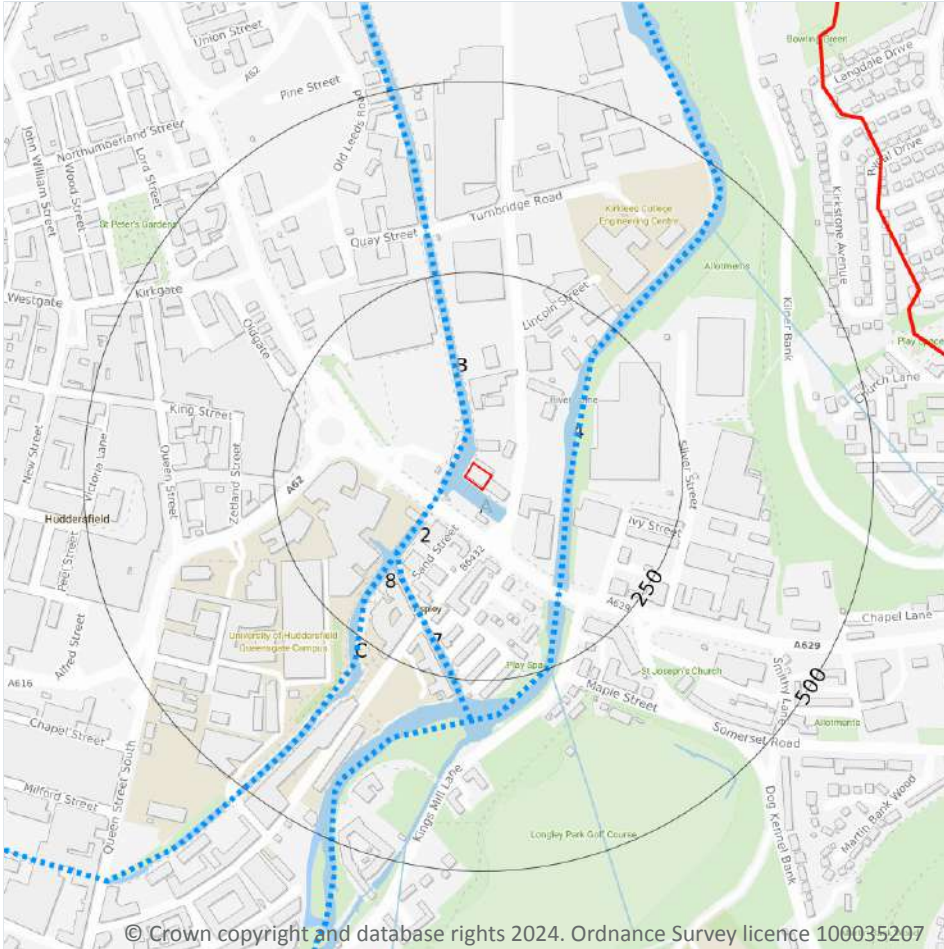 Union Street
A62
Pine Street
Old Leeds Road
Northumberland Street
John William Street
Wood Street
Lord Street
St Peter's Gardens
Westgate
Kirkgate
Oldgate
Quay Street
Turnbridge Road
Kirklees College
Engineering Centre
Bowling Green
Langdale Drive
Kirkstone Avenue
Allotments
Kilner Bank
Lincoln Street
Play Space
Church Lane
B
4
King Street
New Street
Victoria Lane
Queen Street
Zetland Street
A62
Huddersfield
Peel Street
Silver Street
A
2
Sand Street
B6432
Ivy Street
8
250
A629
Chapel Lane
A629
Alfred Street
University of Huddersfield
Queensgate Campus
7
C
A616
Play Space
St Joseph's Church
Maple Street
Smithy Lane
500
Allotments
Somerset Road
Chapel Street
Milford Street
Queen Street South
Kings Mill Lane
Longley Park Golf Course
Dog Kennel Bank
Martin Bank Wood
© Crown copyright and database rights 2024. Ordnance Survey licence 100035207